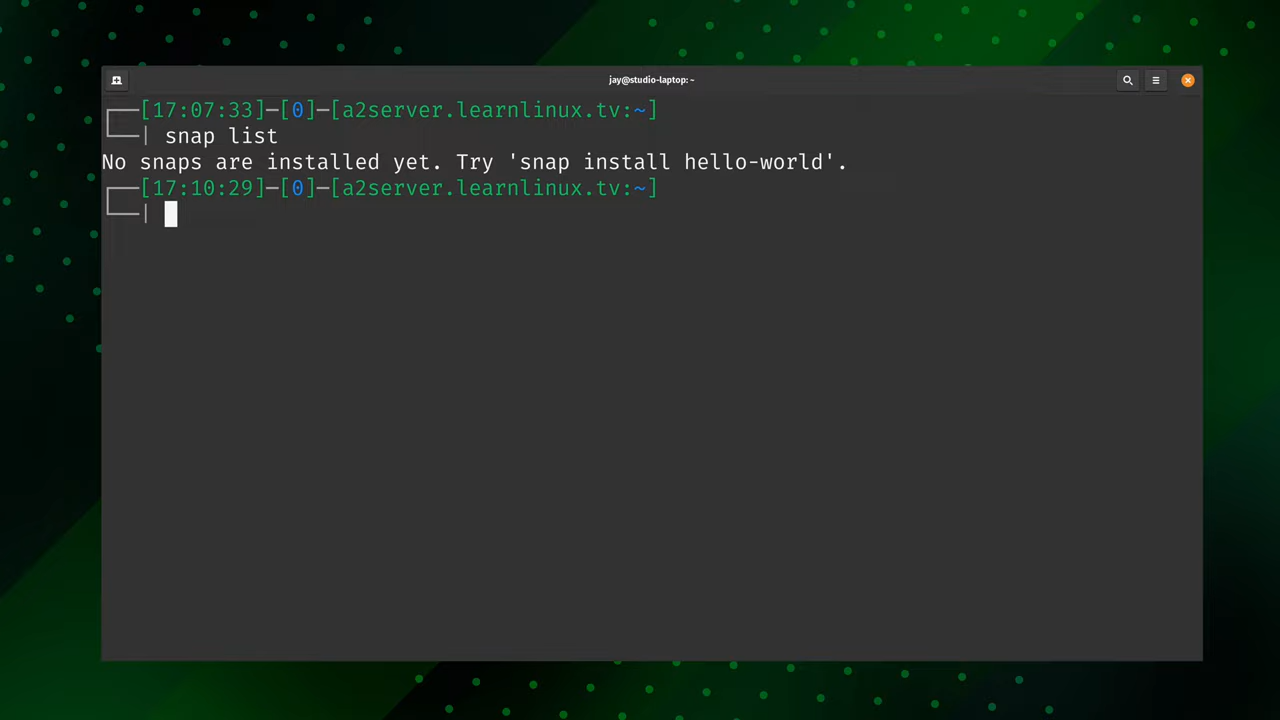 jay@studio-laptop: ~
┌──[17:07:33]─[0]─[a2server.learnlinux.tv:~]
└──| snap list
No snaps are installed yet. Try 'snap install hello-world'.
┌──[17:10:29]─[0]─[a2server.learnlinux.tv:~]
└──|